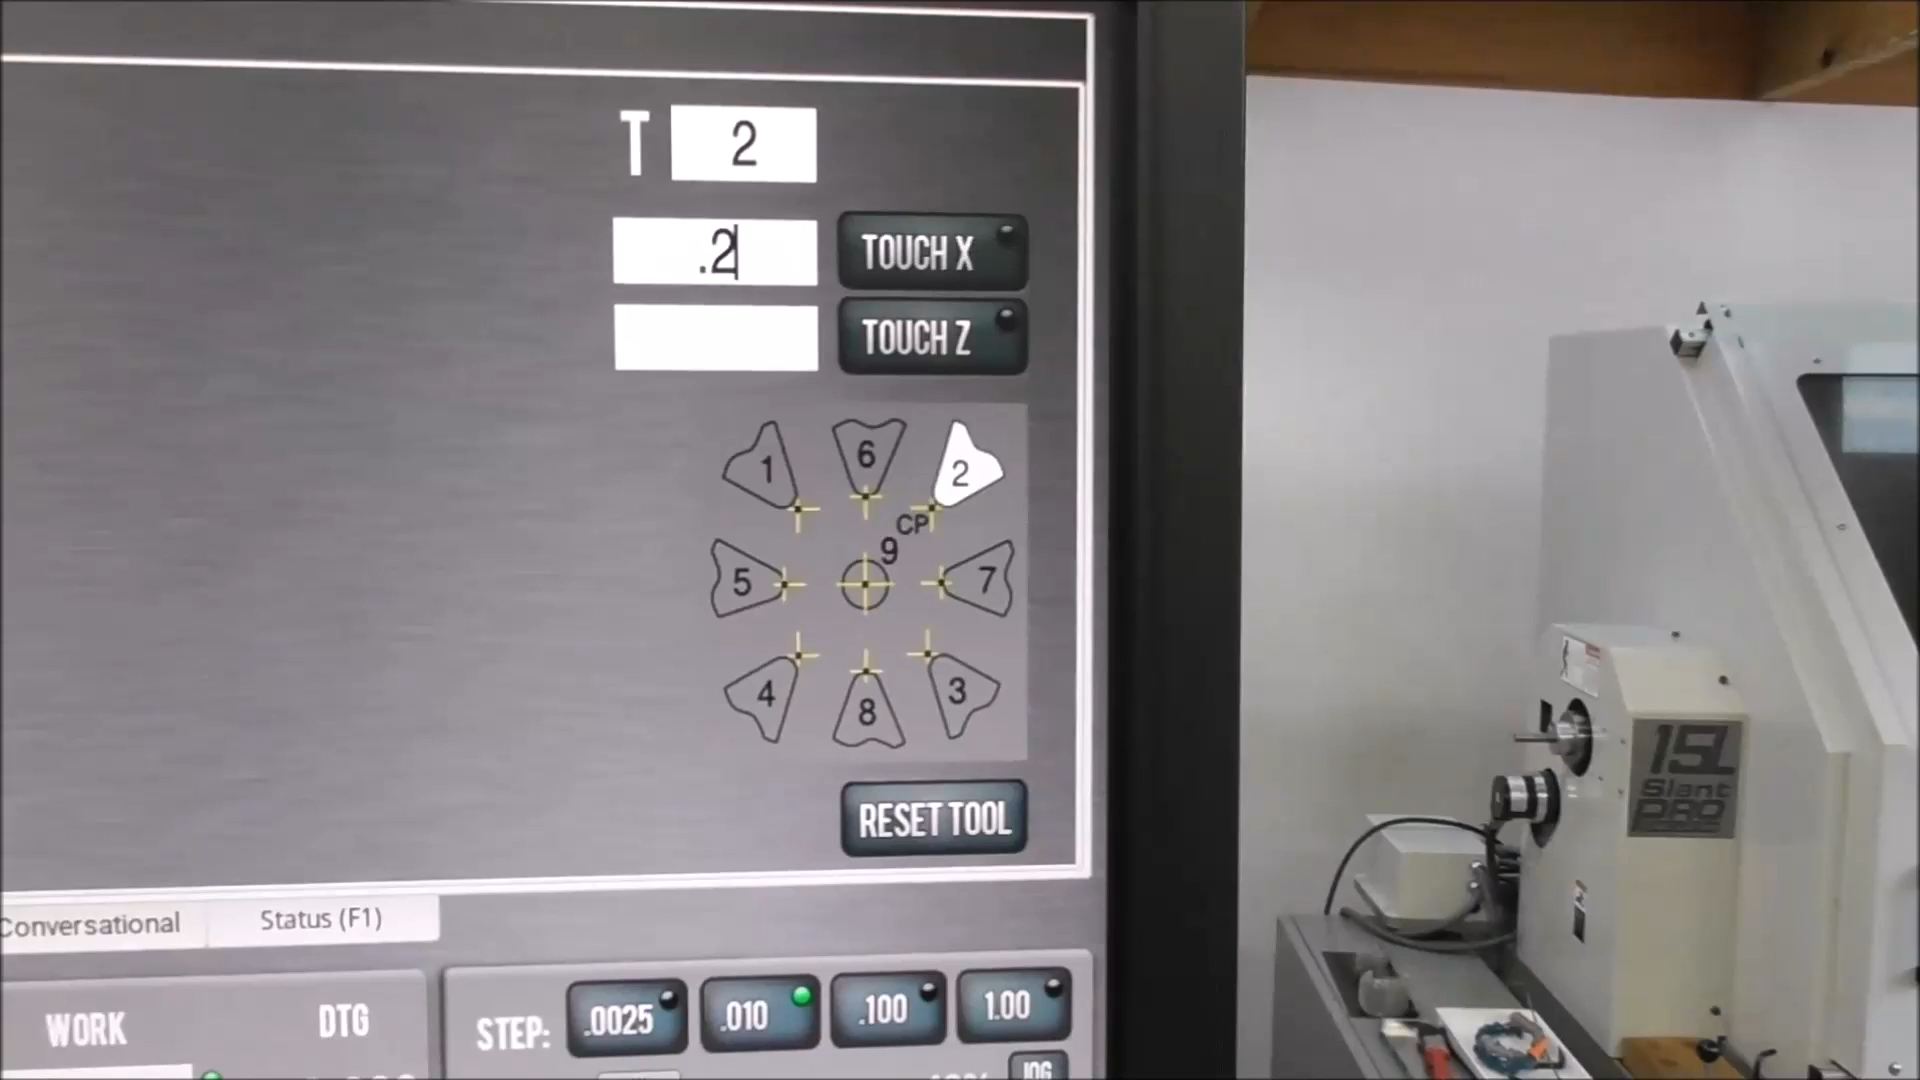 T 2
.2 TOUCH X
TOUCH Z
1 6 2
CP
9
5 7
4 8 3
RESET TOOL
Conversational Status (F1)
WORK DTG STEP: .0025 .010 .100 1.00
JOG
15L
Slant
PRO